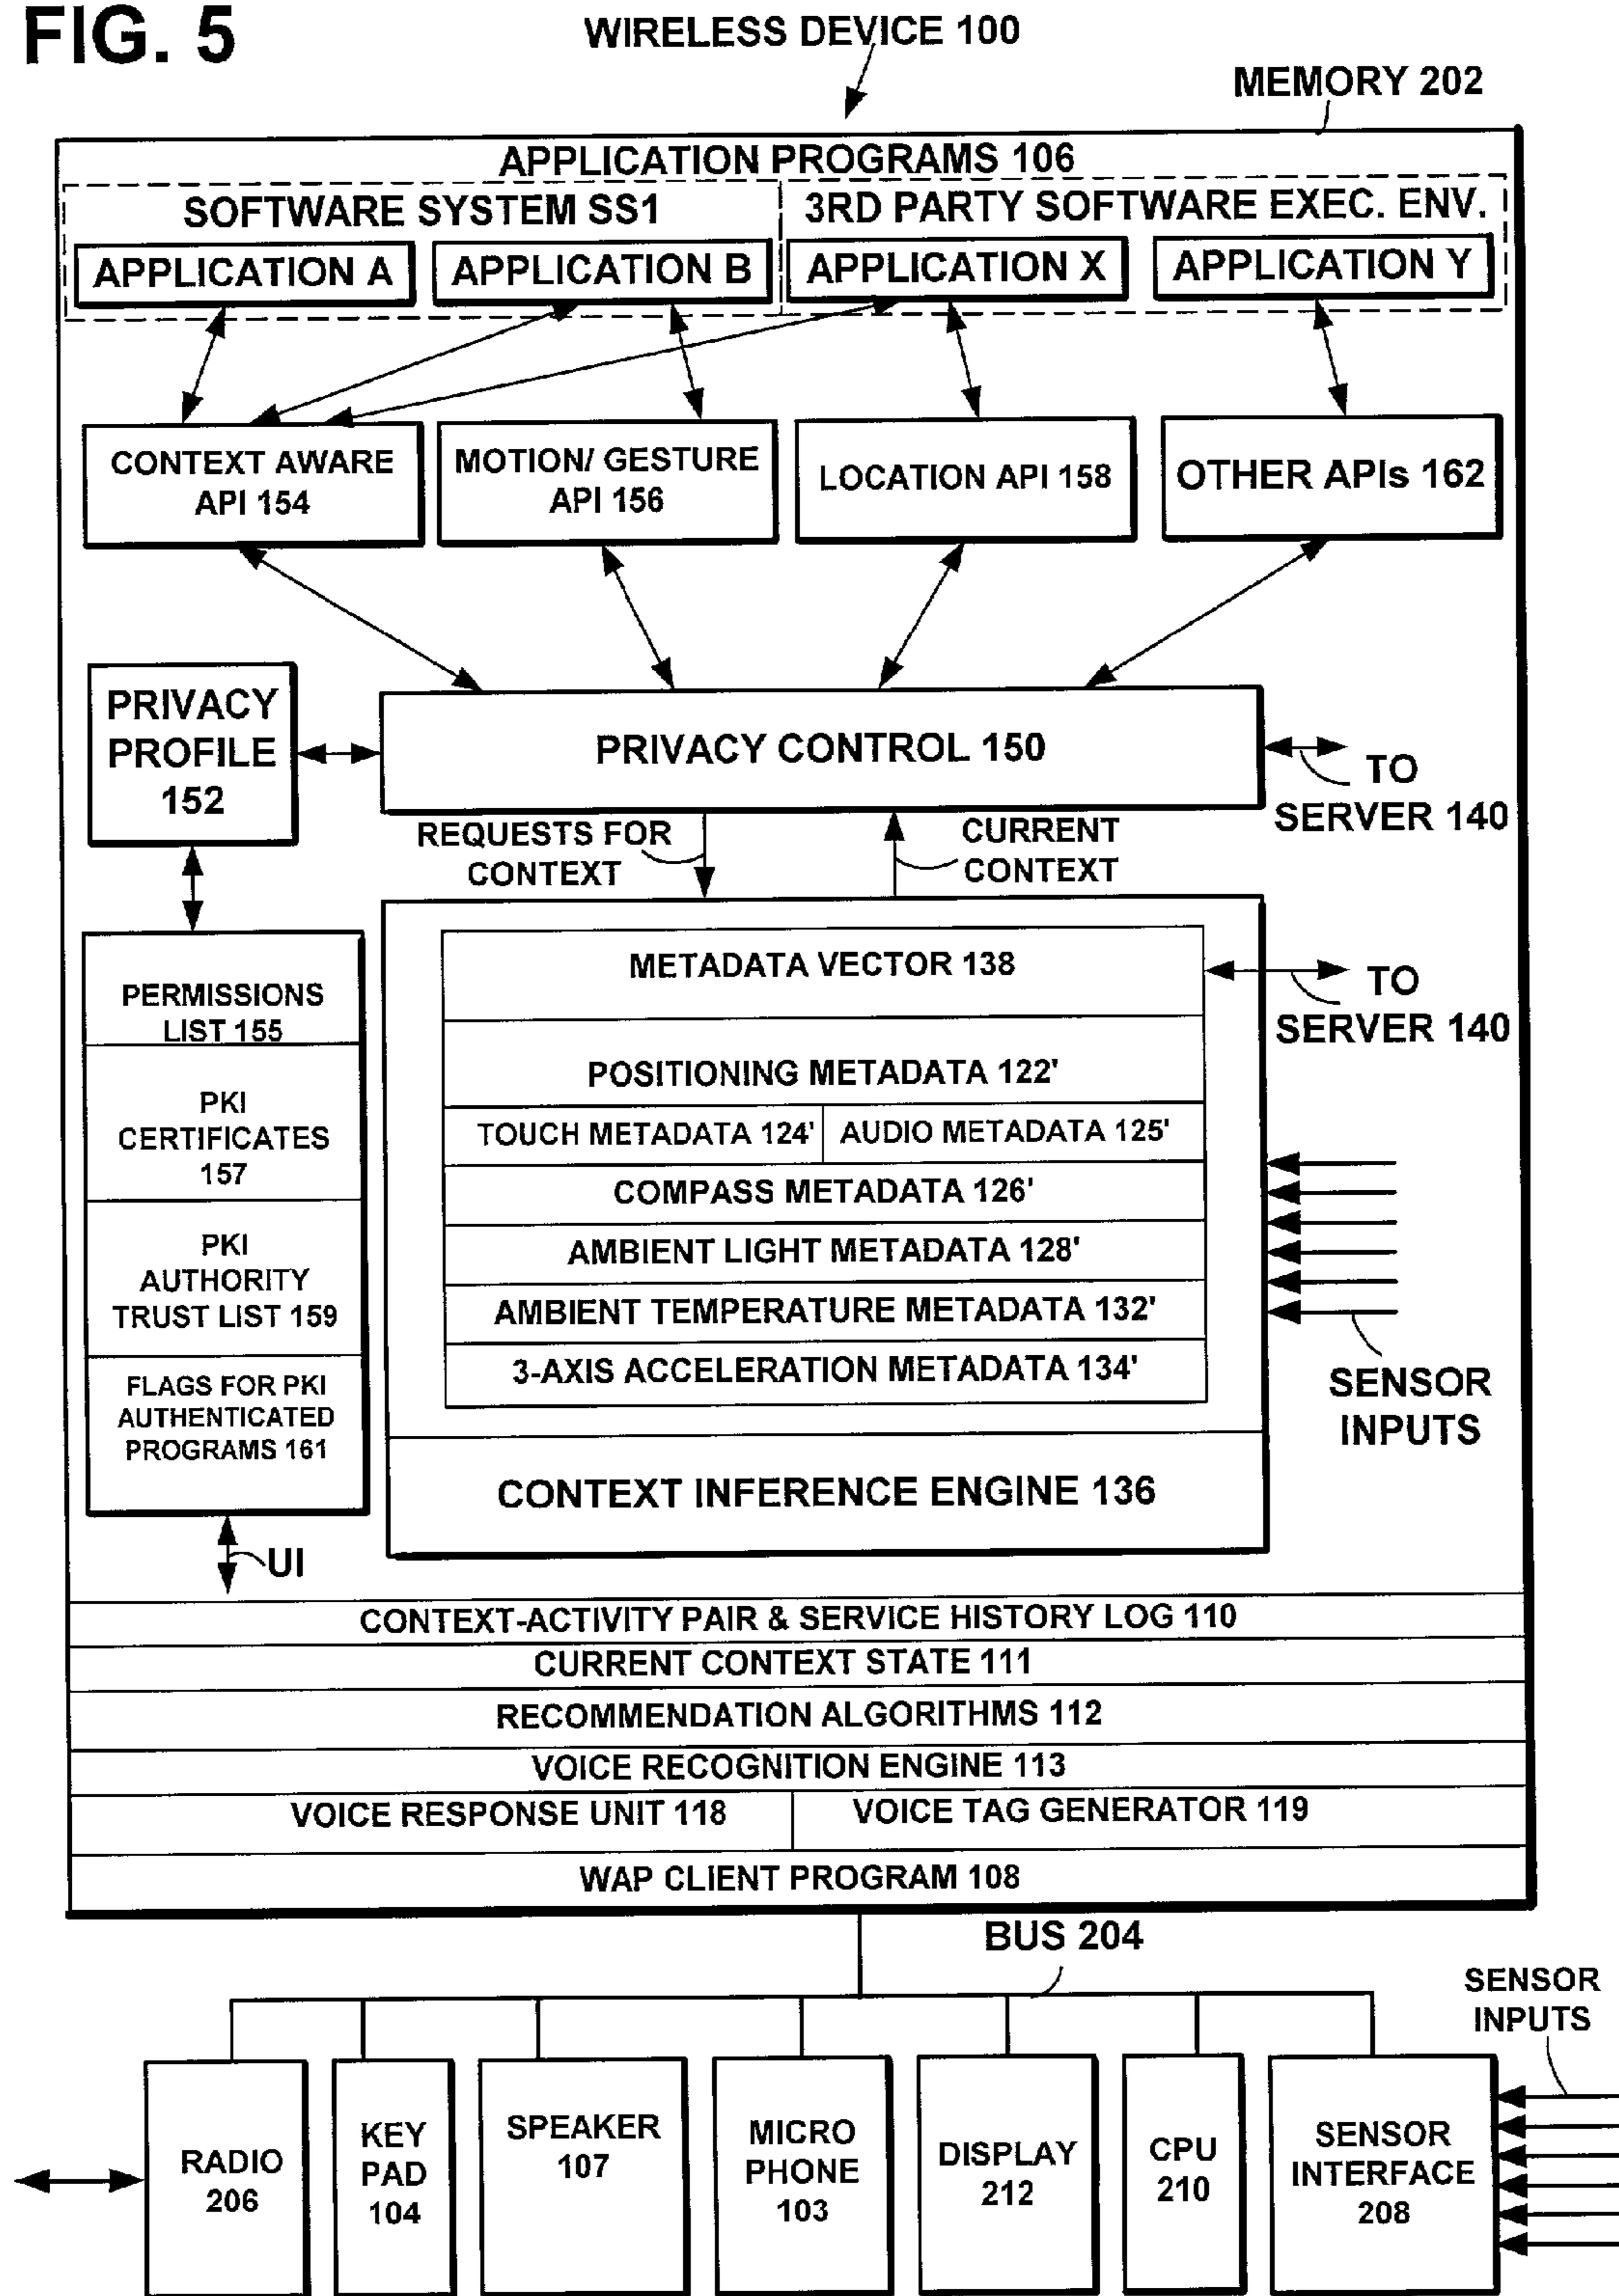 FIG. 5
WIRELESS DEVICE 100
MEMORY 202
APPLICATION PROGRAMS 106
SOFTWARE SYSTEM SS1
3RD PARTY SOFTWARE EXEC. ENV.
APPLICATION A
APPLICATION B
APPLICATION X
APPLICATION Y
CONTEXT AWARE
API 154
MOTION/ GESTURE
API 156
LOCATION API 158
OTHER APIs 162
PRIVACY
PROFILE
152
PRIVACY CONTROL 150
TO
SERVER 140
REQUESTS FOR
CONTEXT
CURRENT
CONTEXT
PERMISSIONS
LIST 155
PKI
CERTIFICATES
157
PKI
AUTHORITY
TRUST LIST 159
FLAGS FOR PKI
AUTHENTICATED
PROGRAMS 161
UI
METADATA VECTOR 138
TO
SERVER 140
POSITIONING METADATA 122'
TOUCH METADATA 124'
AUDIO METADATA 125'
COMPASS METADATA 126'
AMBIENT LIGHT METADATA 128'
AMBIENT TEMPERATURE METADATA 132'
3-AXIS ACCELERATION METADATA 134'
SENSOR
INPUTS
CONTEXT INFERENCE ENGINE 136
CONTEXT-ACTIVITY PAIR & SERVICE HISTORY LOG 110
CURRENT CONTEXT STATE 111
RECOMMENDATION ALGORITHMS 112
VOICE RECOGNITION ENGINE 113
VOICE RESPONSE UNIT 118
VOICE TAG GENERATOR 119
WAP CLIENT PROGRAM 108
BUS 204
SENSOR
INPUTS
RADIO
206
KEY
PAD
104
SPEAKER
107
MICRO
PHONE
103
DISPLAY
212
CPU
210
SENSOR
INTERFACE
208